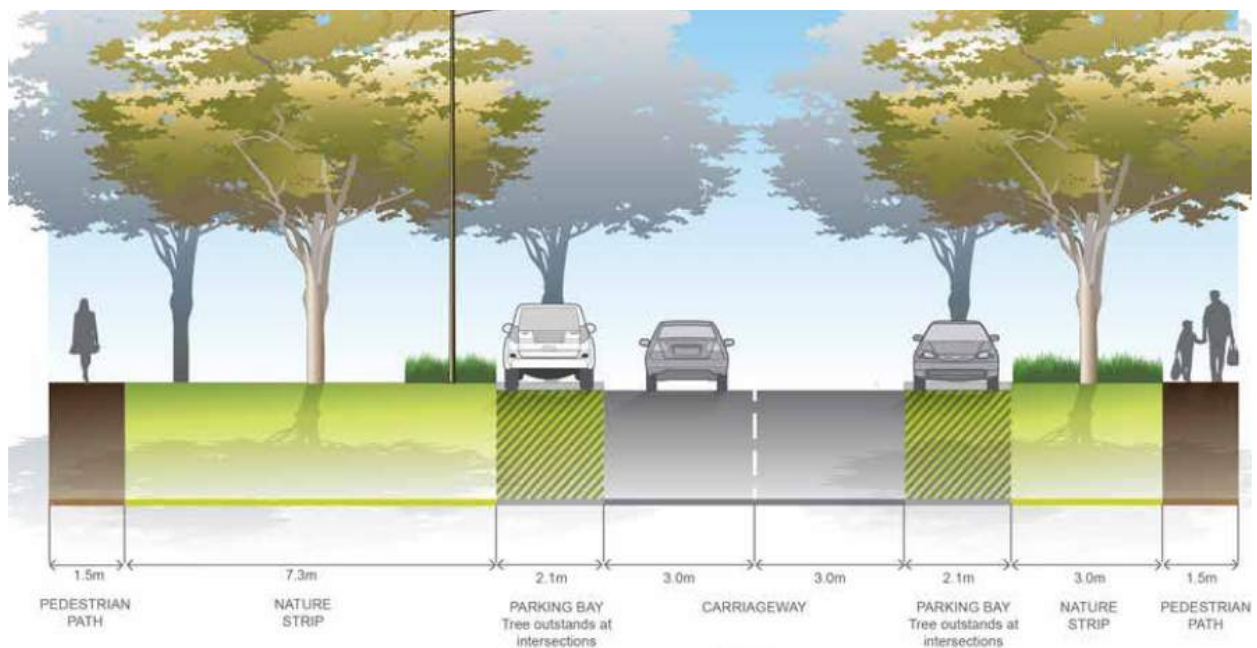 1.5m 7.3m 2.1m 3.0m 3.0m 2.1m 3.0m 1.5m
PEDESTRIAN
PATH
NATURE
STRIP
PARKING BAY
Tree outstands at
intersections
CARRIAGEWAY
PARKING BAY
Tree outstands at
intersections
NATURE
STRIP
PEDESTRIAN
PATH